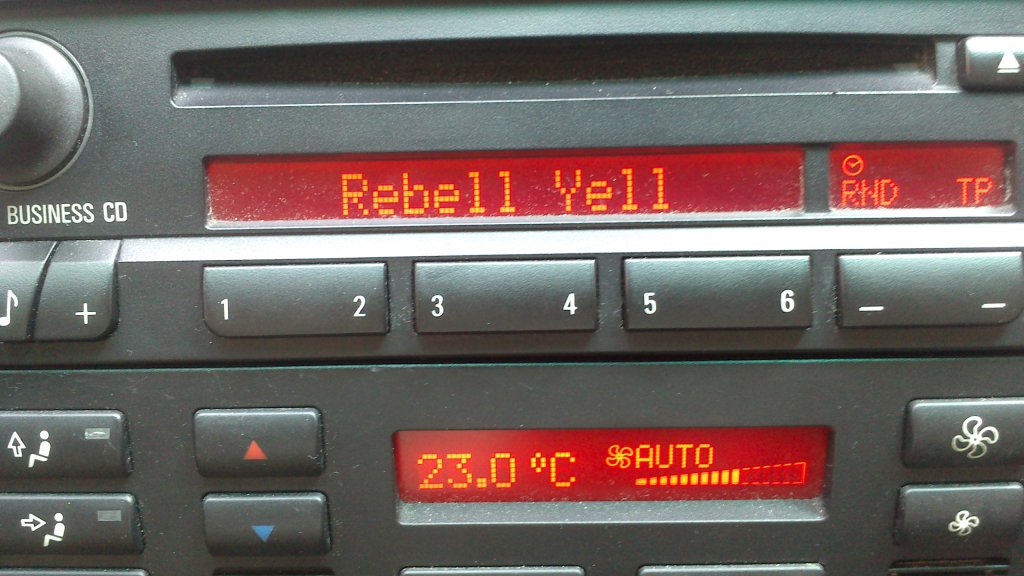 Rebell Yell
RND TP
BUSINESS CD
+
1 2 3 4 5 6 — —
23.0 °C AUTO